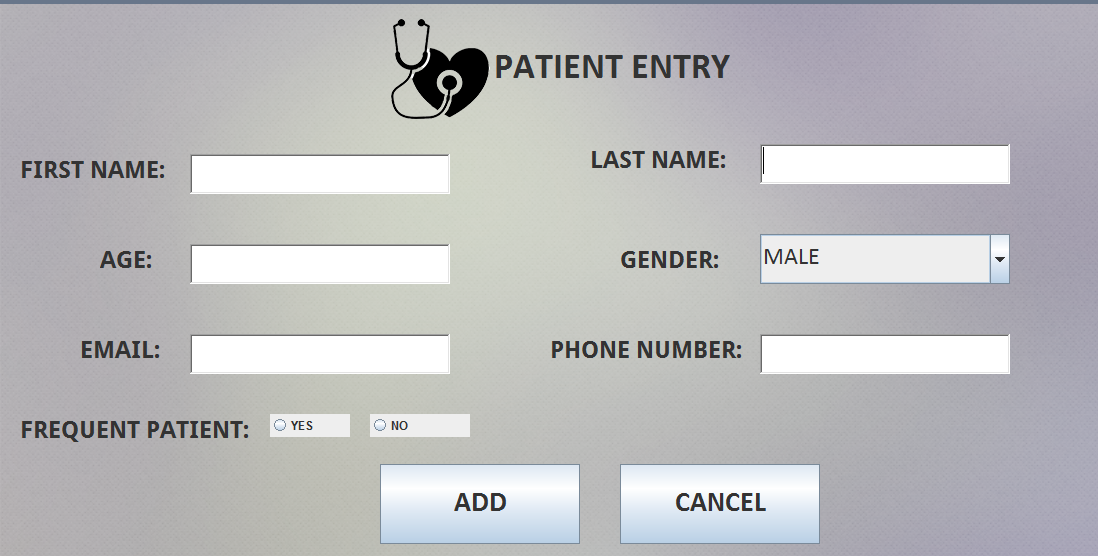 PATIENT ENTRY
FIRST NAME:
LAST NAME:
AGE:
GENDER:
MALE
EMAIL:
PHONE NUMBER:
FREQUENT PATIENT:
YES
NO
ADD
CANCEL